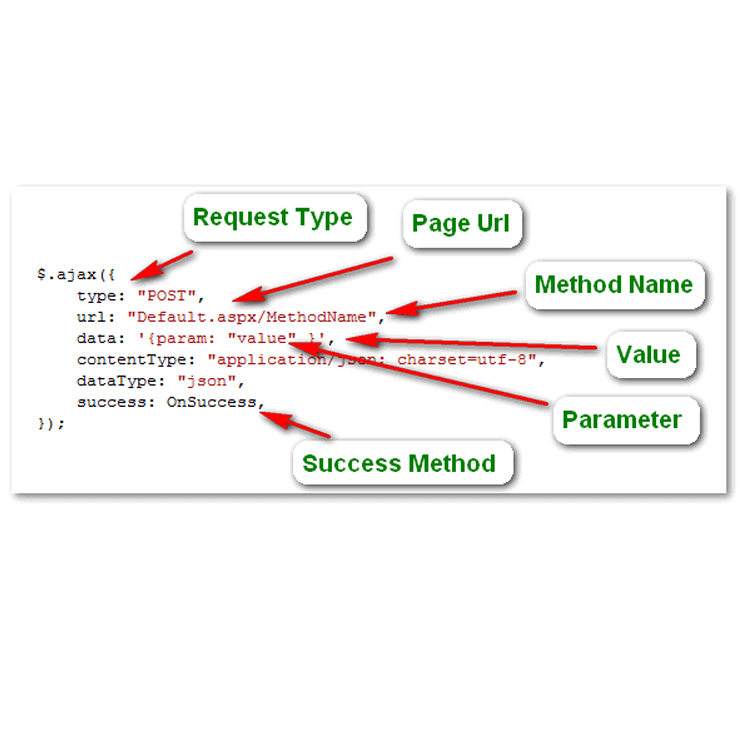 Request Type
Page Url
$.ajax({
Method Name
type: "POST",
url: "Default.aspx/MethodName",
data: '{param: "value" }',
Value
contentType: "application/json; charset=utf-8",
dataType: "json",
success: OnSuccess,
Parameter
});
Success Method